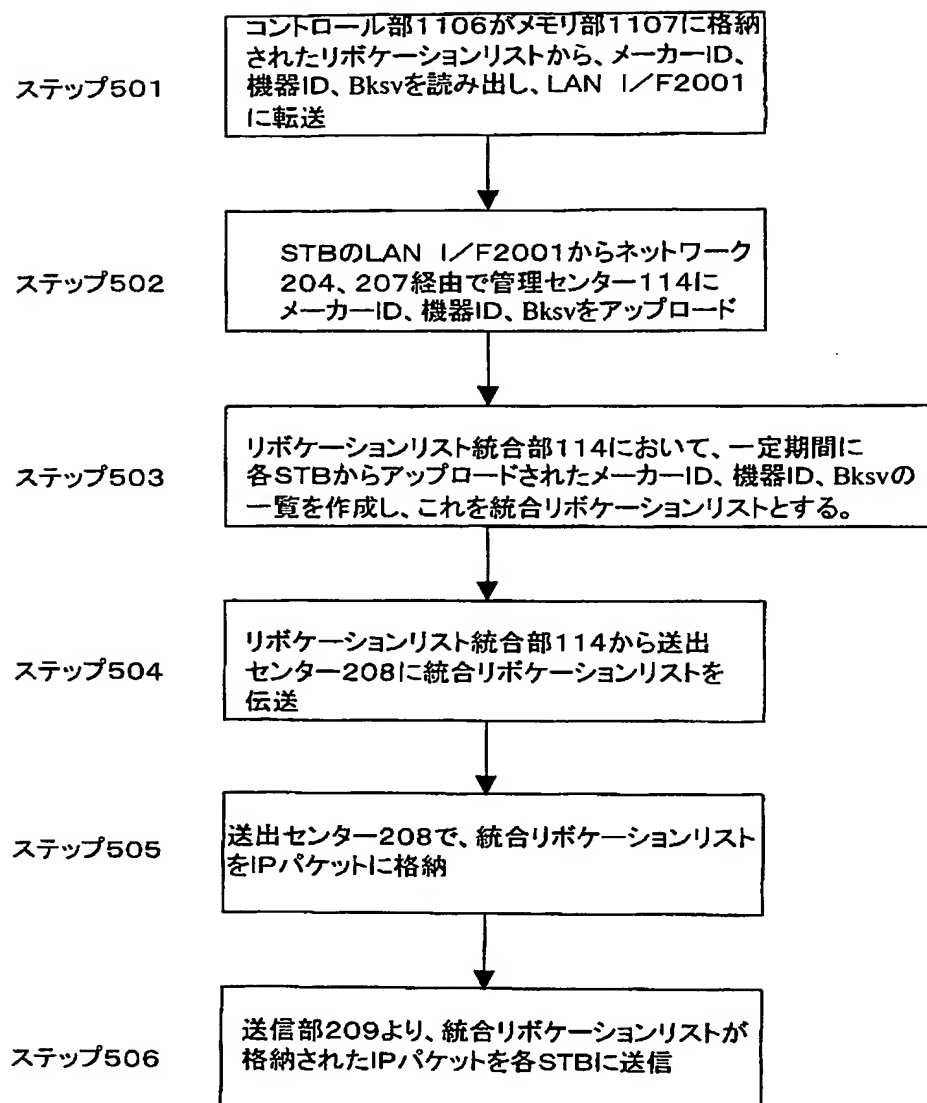 ステップ501
コントロール部1106がメモリ部1107に格納
されたリボケーションリストから、メーカーID、
機器ID、Bksvを読み出し、LAN I/F2001
に転送
ステップ502
STBのLAN I/F2001からネットワーク
204、207経由で管理センター114に
メーカーID、機器ID、Bksvをアップロード
ステップ503
リボケーションリスト統合部114において、一定期間に
各STBからアップロードされたメーカーID、機器ID、Bksvの
一覧を作成し、これを統合リボケーションリストとする。
ステップ504
リボケーションリスト統合部114から送出
センター208に統合リボケーションリストを
伝送
ステップ505
送出センター208で、統合リボケーションリスト
をIPパケットに格納
ステップ506
送信部209より、統合リボケーションリストが
格納されたIPパケットを各STBに送信